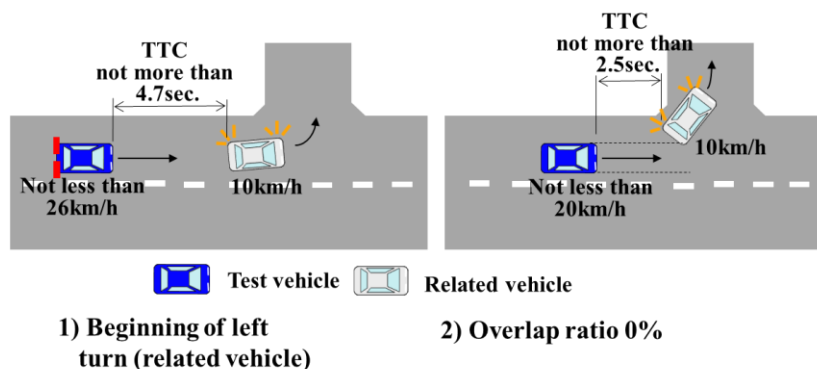 TTC
not more than
4.7sec.
10km/h
Not less than
26km/h
TTC
not more than
2.5sec.
10km/h
Not less than
20km/h
Test vehicle
Related vehicle
1) Beginning of left
turn (related vehicle)
2) Overlap ratio 0%